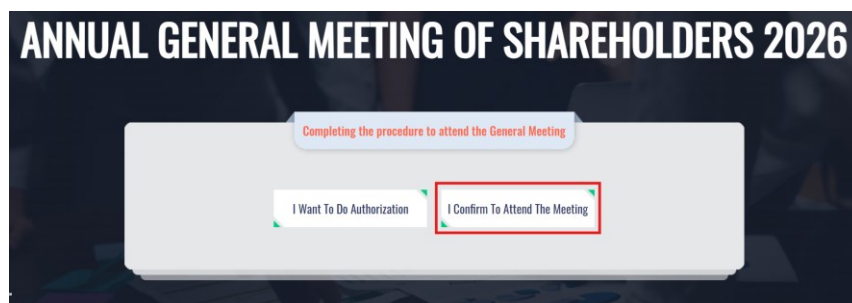 ANNUAL GENERAL MEETING OF SHAREHOLDERS 2026
Completing the procedure to attend the General Meeting
I Want To Do Authorization
I Confirm To Attend The Meeting